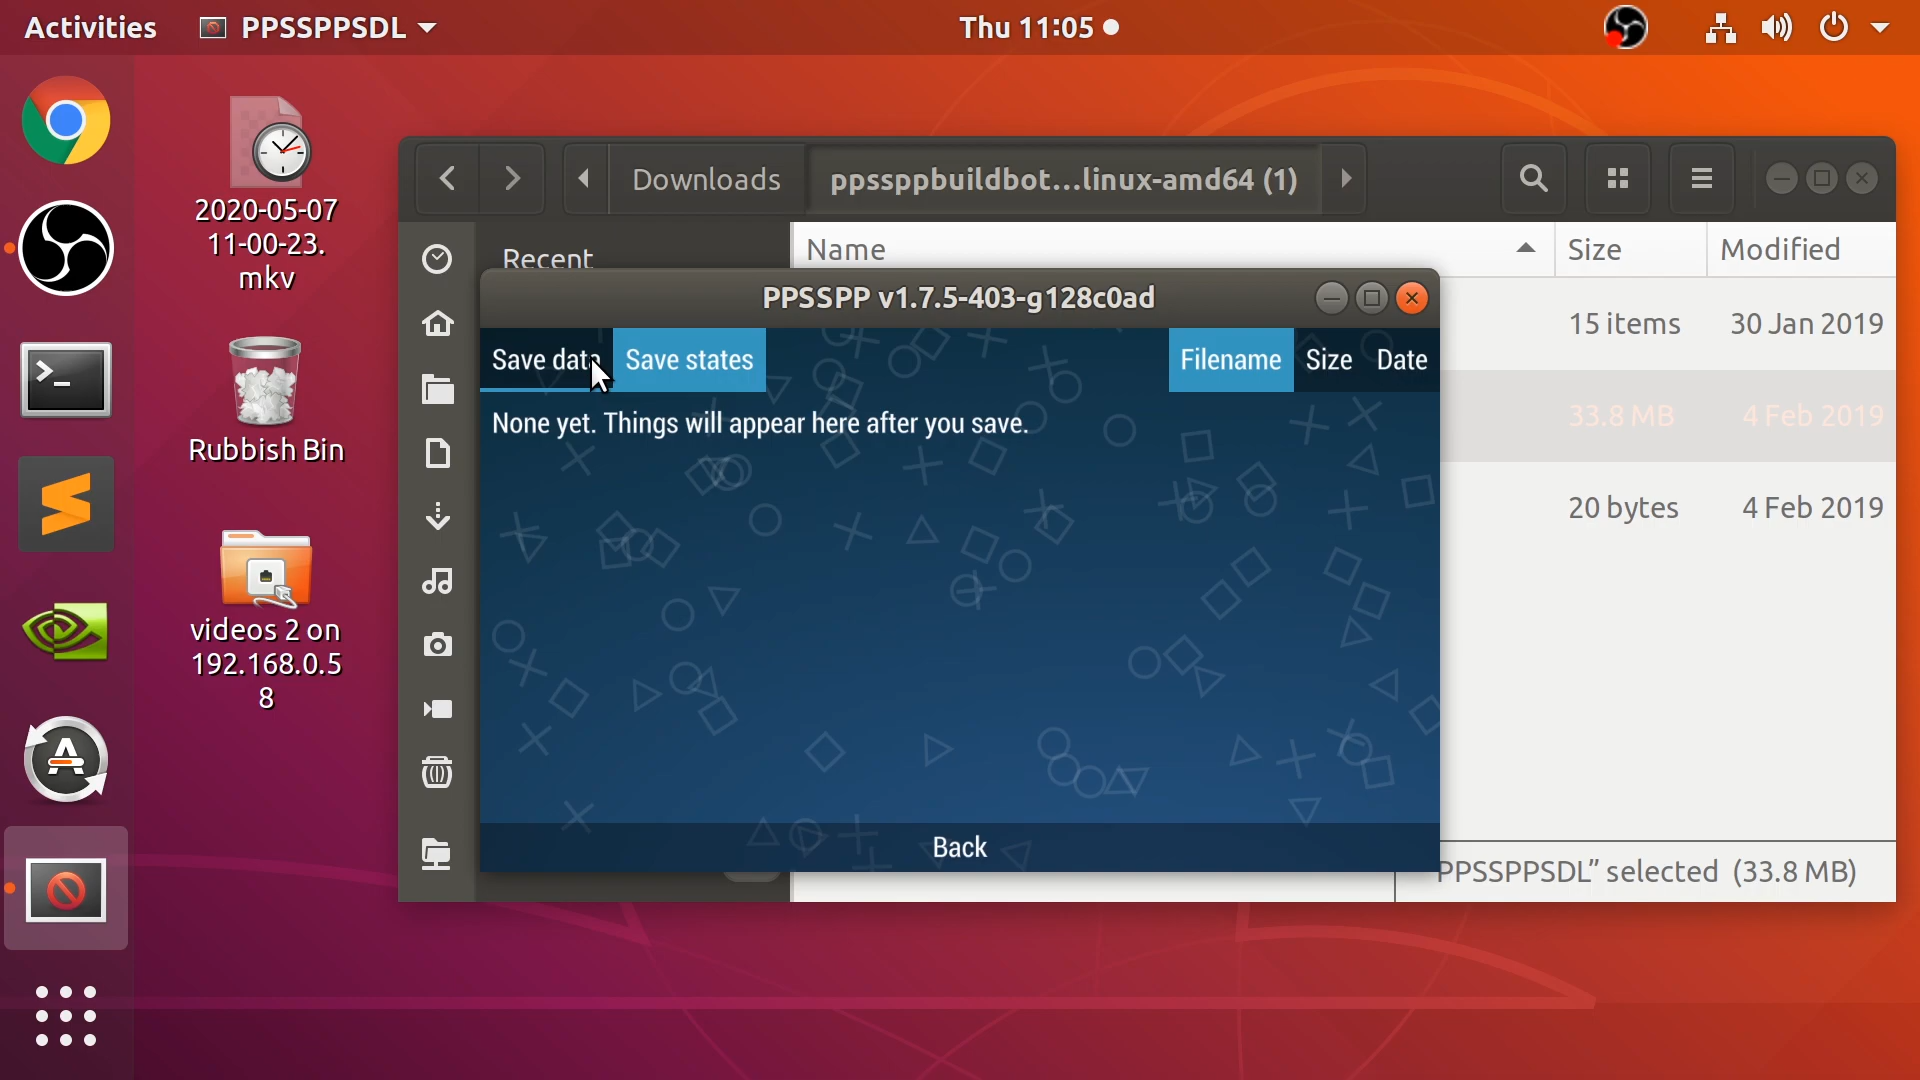 Activities PPSSPPSDL Thu 11:05
2020-05-07
11-00-23.
mkv
Rubbish Bin
videos 2 on
192.168.0.5
8
Downloads ppssppbuildbot...linux-amd64 (1)
Recent Name Size Modified
PPSSPP v1.7.5-403-g128c0ad
Save data Save states Filename Size Date
None yet. Things will appear here after you save.
Back
15 items 30 Jan 2019
33.8 MB 4 Feb 2019
20 bytes 4 Feb 2019
PPSSPPSDL” selected (33.8 MB)